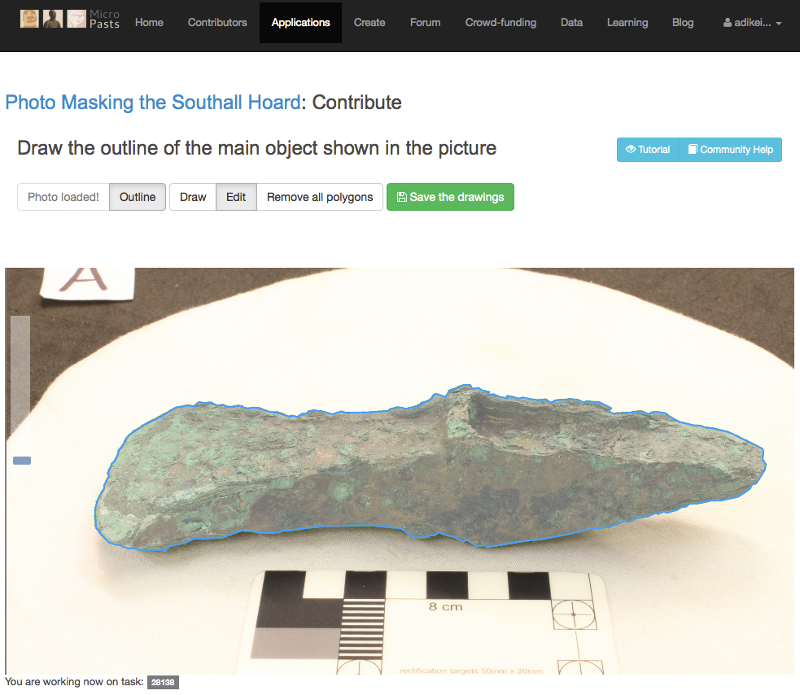 Micro
Pasts
Home
Contributors
Applications
Create
Forum
Crowd-funding
Data
Learning
Blog
adikei...
Photo Masking the Southall Hoard: Contribute
Draw the outline of the main object shown in the picture
Tutorial
Community Help
Photo loaded!
Outline
Draw
Edit
Remove all polygons
Save the drawings
A
8 cm
rectification targets 50mm x 20mm
You are working now on task: 26138